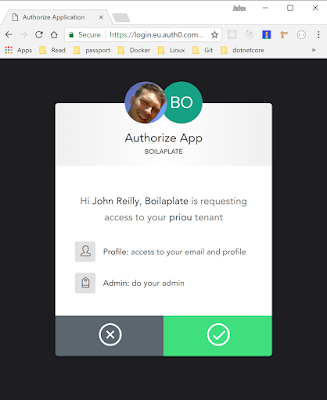 John
Authorize Application
Secure https://login.eu.auth0.com...
Apps Read passport Docker Linux Git dotnetcore
BO
Authorize App
BOILAPLATE
Hi John Reilly, Boilaplate is requesting
access to your priou tenant
Profile: access to your email and profile
Admin: do your admin